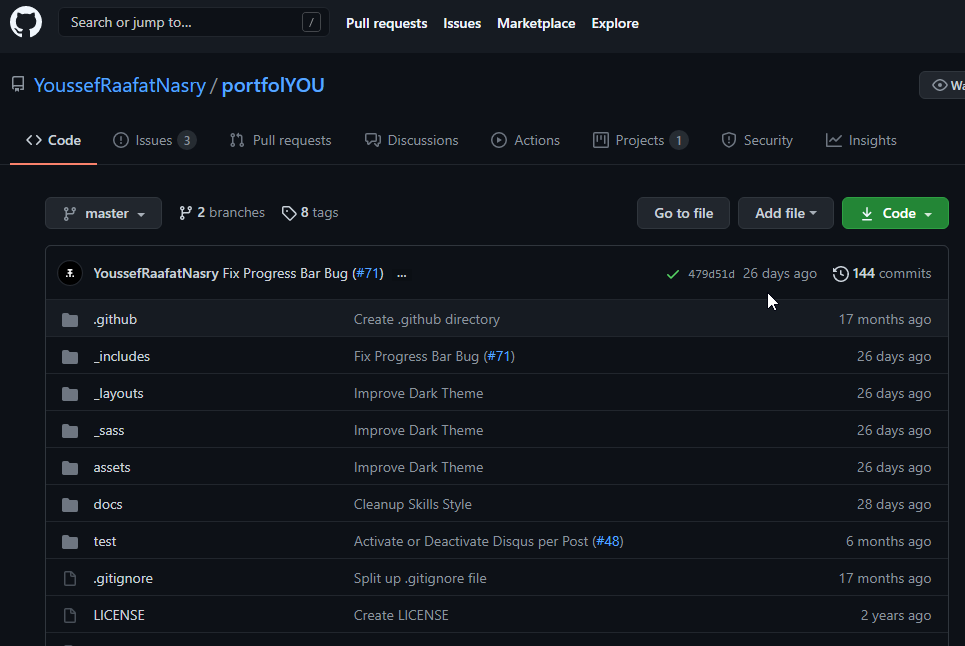 Search or jump to... / Pull requests Issues Marketplace Explore
YoussefRaafatNasry / portfolYOU
Code Issues 3 Pull requests Discussions Actions Projects 1 Security Insights
master 2 branches 8 tags Go to file Add file Code
YoussefRaafatNasry Fix Progress Bar Bug (#71) ... 479d51d 26 days ago 144 commits
.github Create .github directory 17 months ago
_includes Fix Progress Bar Bug (#71) 26 days ago
_layouts Improve Dark Theme 26 days ago
_sass Improve Dark Theme 26 days ago
assets Improve Dark Theme 26 days ago
docs Cleanup Skills Style 28 days ago
test Activate or Deactivate Disqus per Post (#48) 6 months ago
.gitignore Split up .gitignore file 17 months ago
LICENSE Create LICENSE 2 years ago